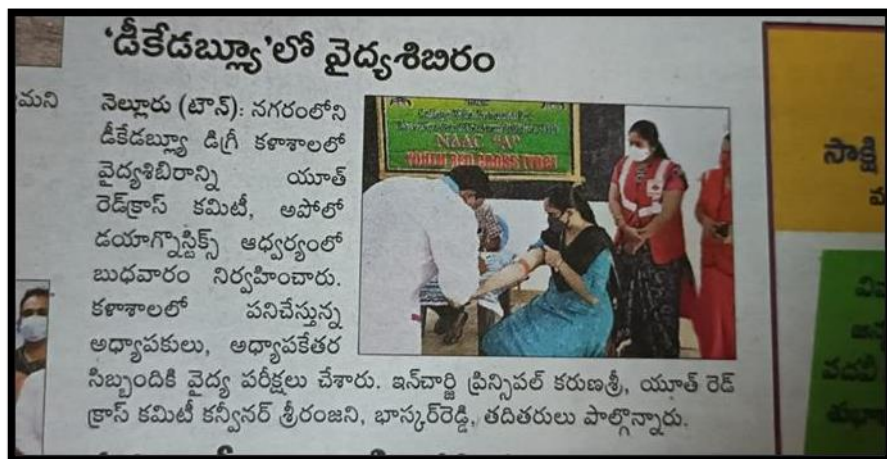 ‘డీకేడబ్ల్యూ’లో వైద్యశిబిరం
నెల్లూరు (టౌన్): నగరంలోని
డీకేడబ్ల్యూ డిగ్రీ కళాశాలలో
వైద్యశిబిరాన్ని యూత్
రెడ్‌క్రాస్ కమిటీ, అపోలో
డయాగ్నొస్టిక్స్ ఆధ్వర్యంలో
బుధవారం నిర్వహించారు.
కళాశాలలో పనిచేస్తున్న
అధ్యాపకులు, అధ్యాపకేతర
సిబ్బందికి వైద్య పరీక్షలు చేశారు. ఇన్‌చార్జి ప్రిన్సిపల్ కరుణశ్రీ, యూత్ రెడ్
క్రాస్ కమిటీ కన్వీనర్ శ్రీరంజని, భాస్కర్‌రెడ్డి, తదితరులు పాల్గొన్నారు.
NAAC
YOUTH RED CROSS
మని